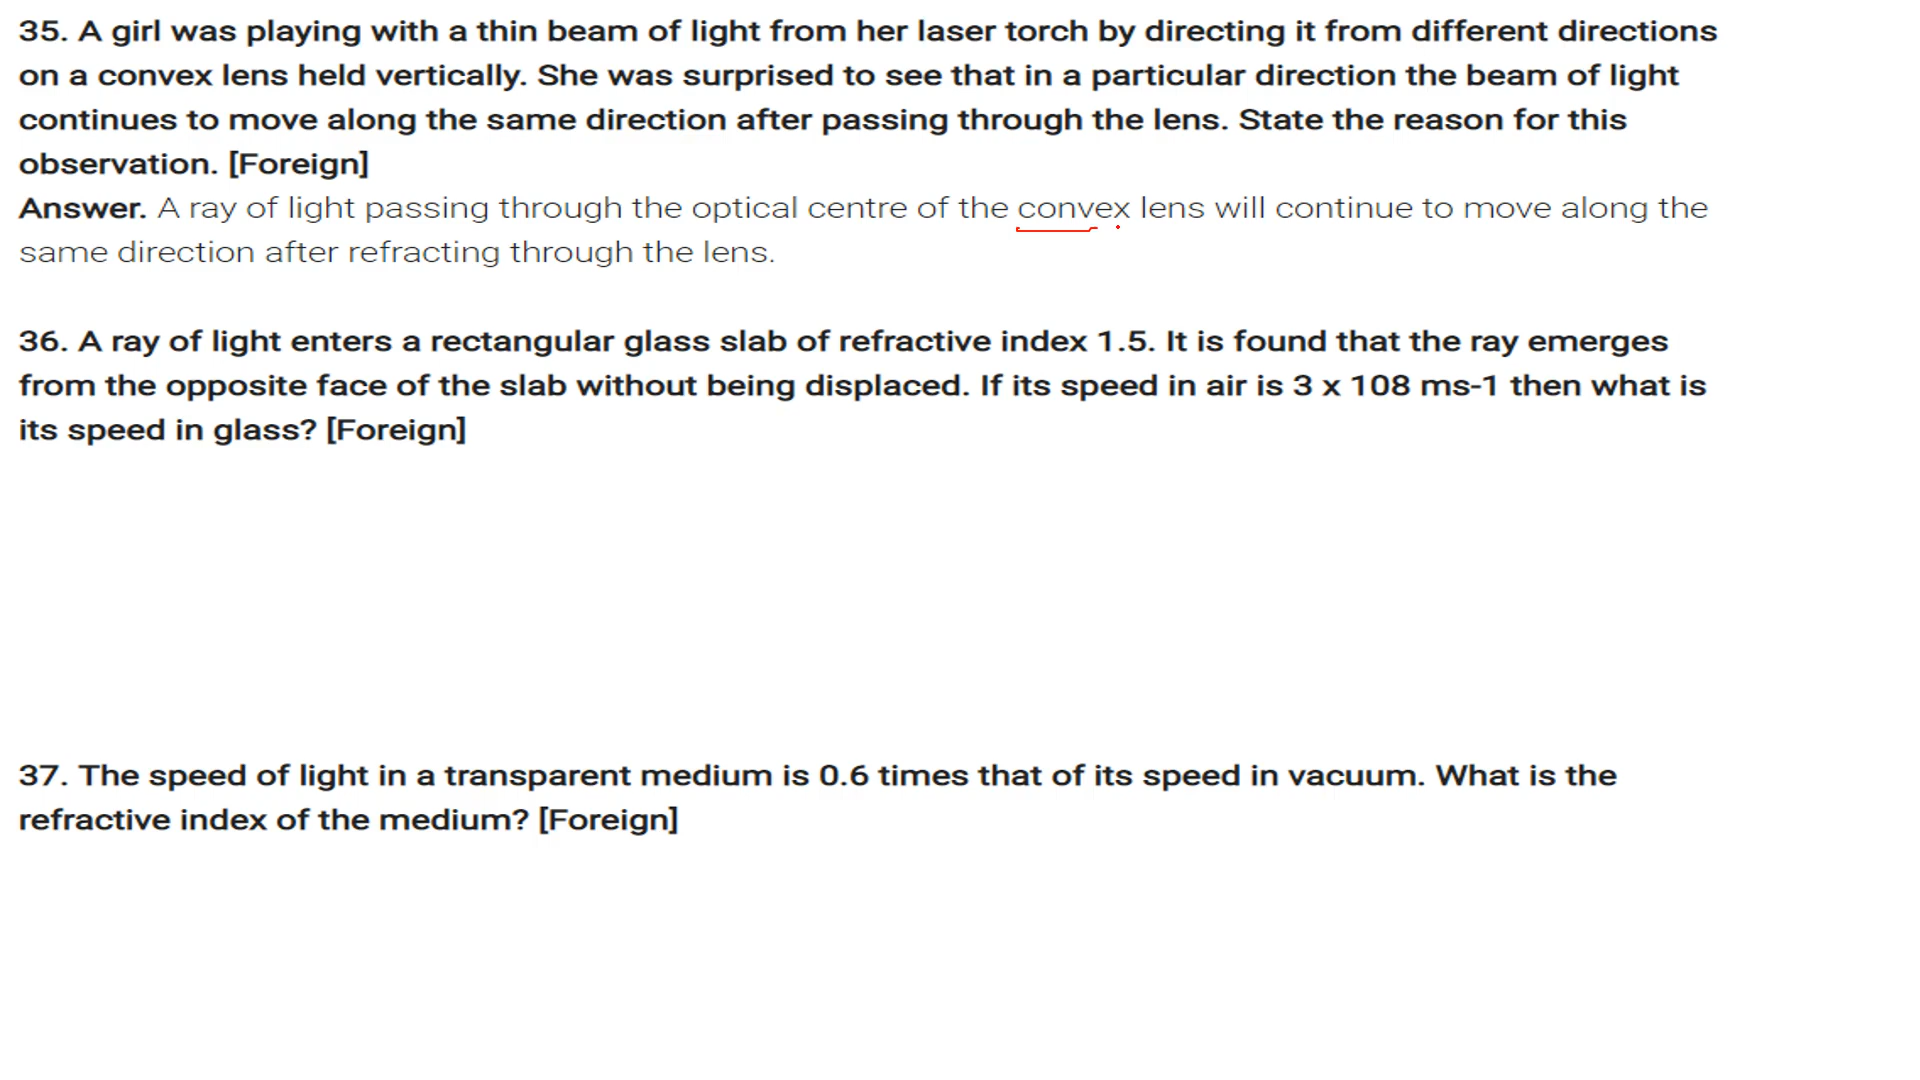 35. A girl was playing with a thin beam of light from her laser torch by directing it from different directions
on a convex lens held vertically. She was surprised to see that in a particular direction the beam of light
continues to move along the same direction after passing through the lens. State the reason for this
observation. [Foreign]
Answer. A ray of light passing through the optical centre of the convex lens will continue to move along the
same direction after refracting through the lens.
36. A ray of light enters a rectangular glass slab of refractive index 1.5. It is found that the ray emerges
from the opposite face of the slab without being displaced. If its speed in air is 3 x 108 ms-1 then what is
its speed in glass? [Foreign]
37. The speed of light in a transparent medium is 0.6 times that of its speed in vacuum. What is the
refractive index of the medium? [Foreign]